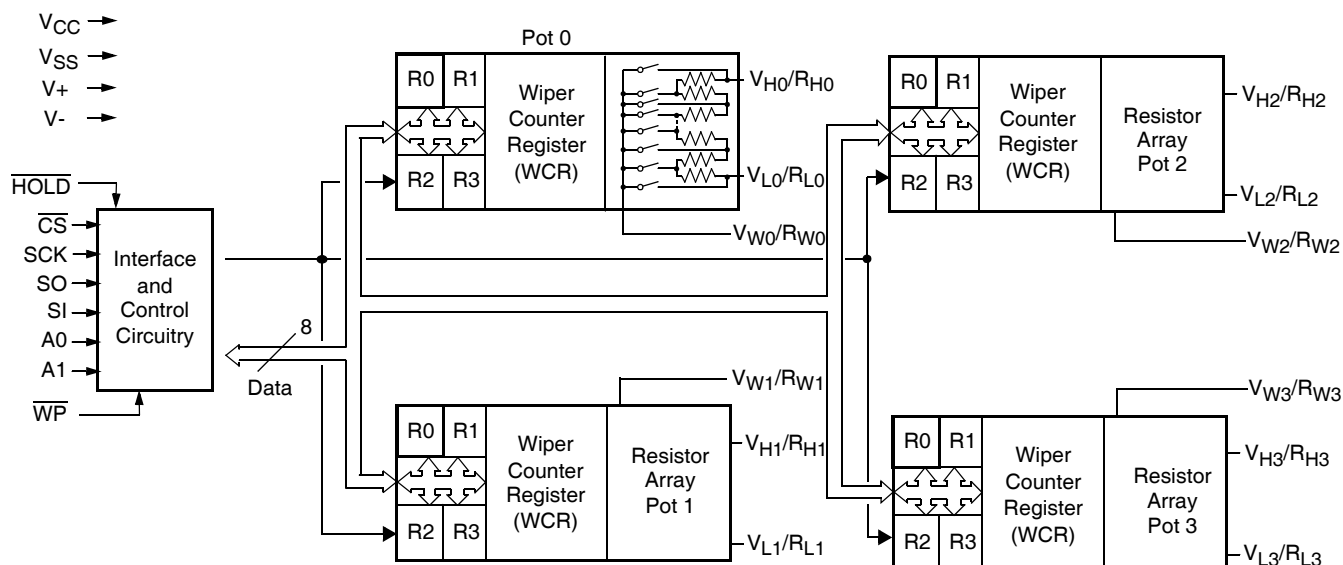 VCC
VSS
V+
V-
HOLD
CS
SCK
SO
SI
A0
A1
WP
Interface
and
Control
Circuitry
8
Data
Pot 0
R0 R1
R2 R3
Wiper
Counter
Register
(WCR)
VH0/RH0
VL0/RL0
VW0/RW0
R0 R1
R2 R3
Wiper
Counter
Register
(WCR)
Resistor
Array
Pot 2
VH2/RH2
VL2/RL2
VW2/RW2
R0 R1
R2 R3
Wiper
Counter
Register
(WCR)
Resistor
Array
Pot 1
VW1/RW1
VH1/RH1
VL1/RL1
R0 R1
R2 R3
Wiper
Counter
Register
(WCR)
Resistor
Array
Pot 3
VW3/RW3
VH3/RH3
VL3/RL3